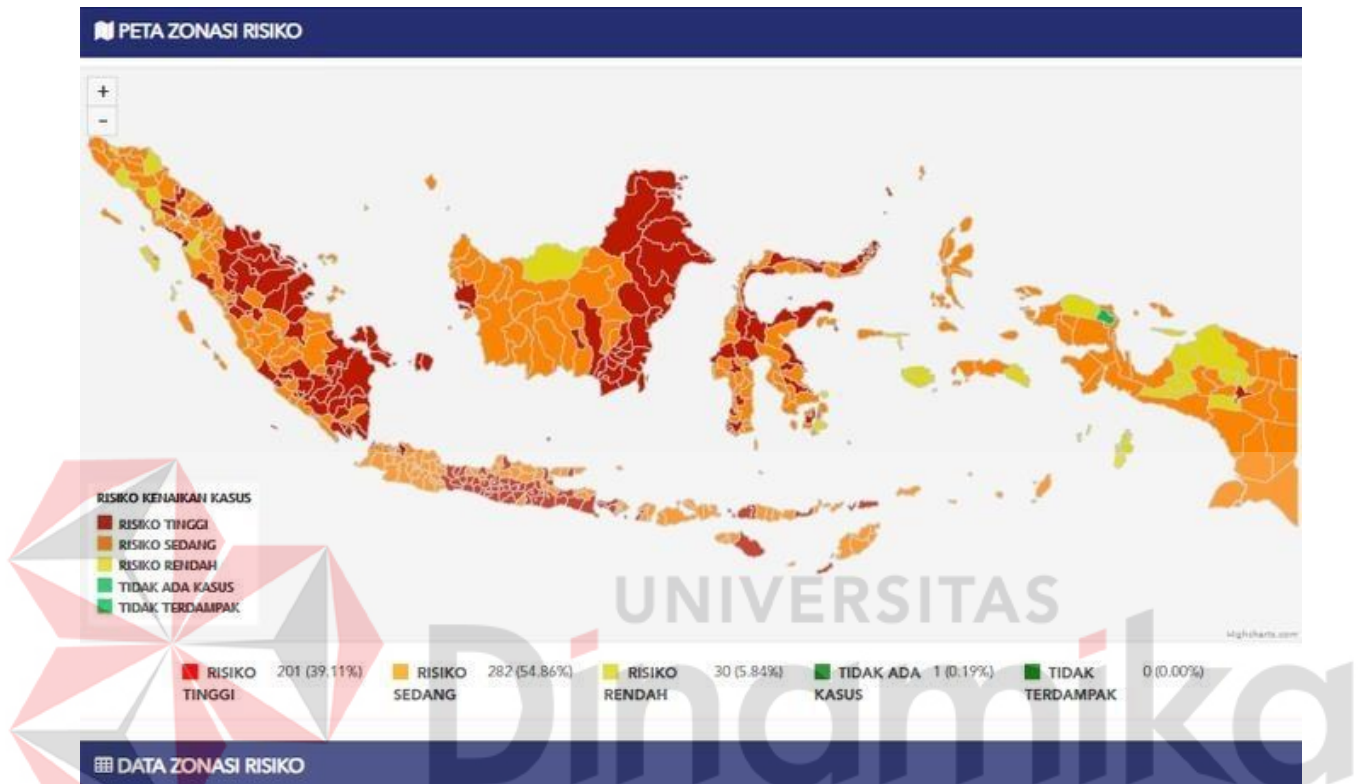 PETA ZONASI RISIKO
+
-
RISIKO KENAIKAN KASUS
RISIKO TINGGI
RISIKO SEDANG
RISIKO RENDAH
TIDAK ADA KASUS
TIDAK TERDAMPAK
UNIVERSITAS
Dinamika
Highcharts.com
RISIKO TINGGI 201 (39.11%)
RISIKO SEDANG 282 (54.86%)
RISIKO RENDAH 30 (5.84%)
TIDAK ADA KASUS 1 (0.19%)
TIDAK TERDAMPAK 0 (0.00%)
DATA ZONASI RISIKO